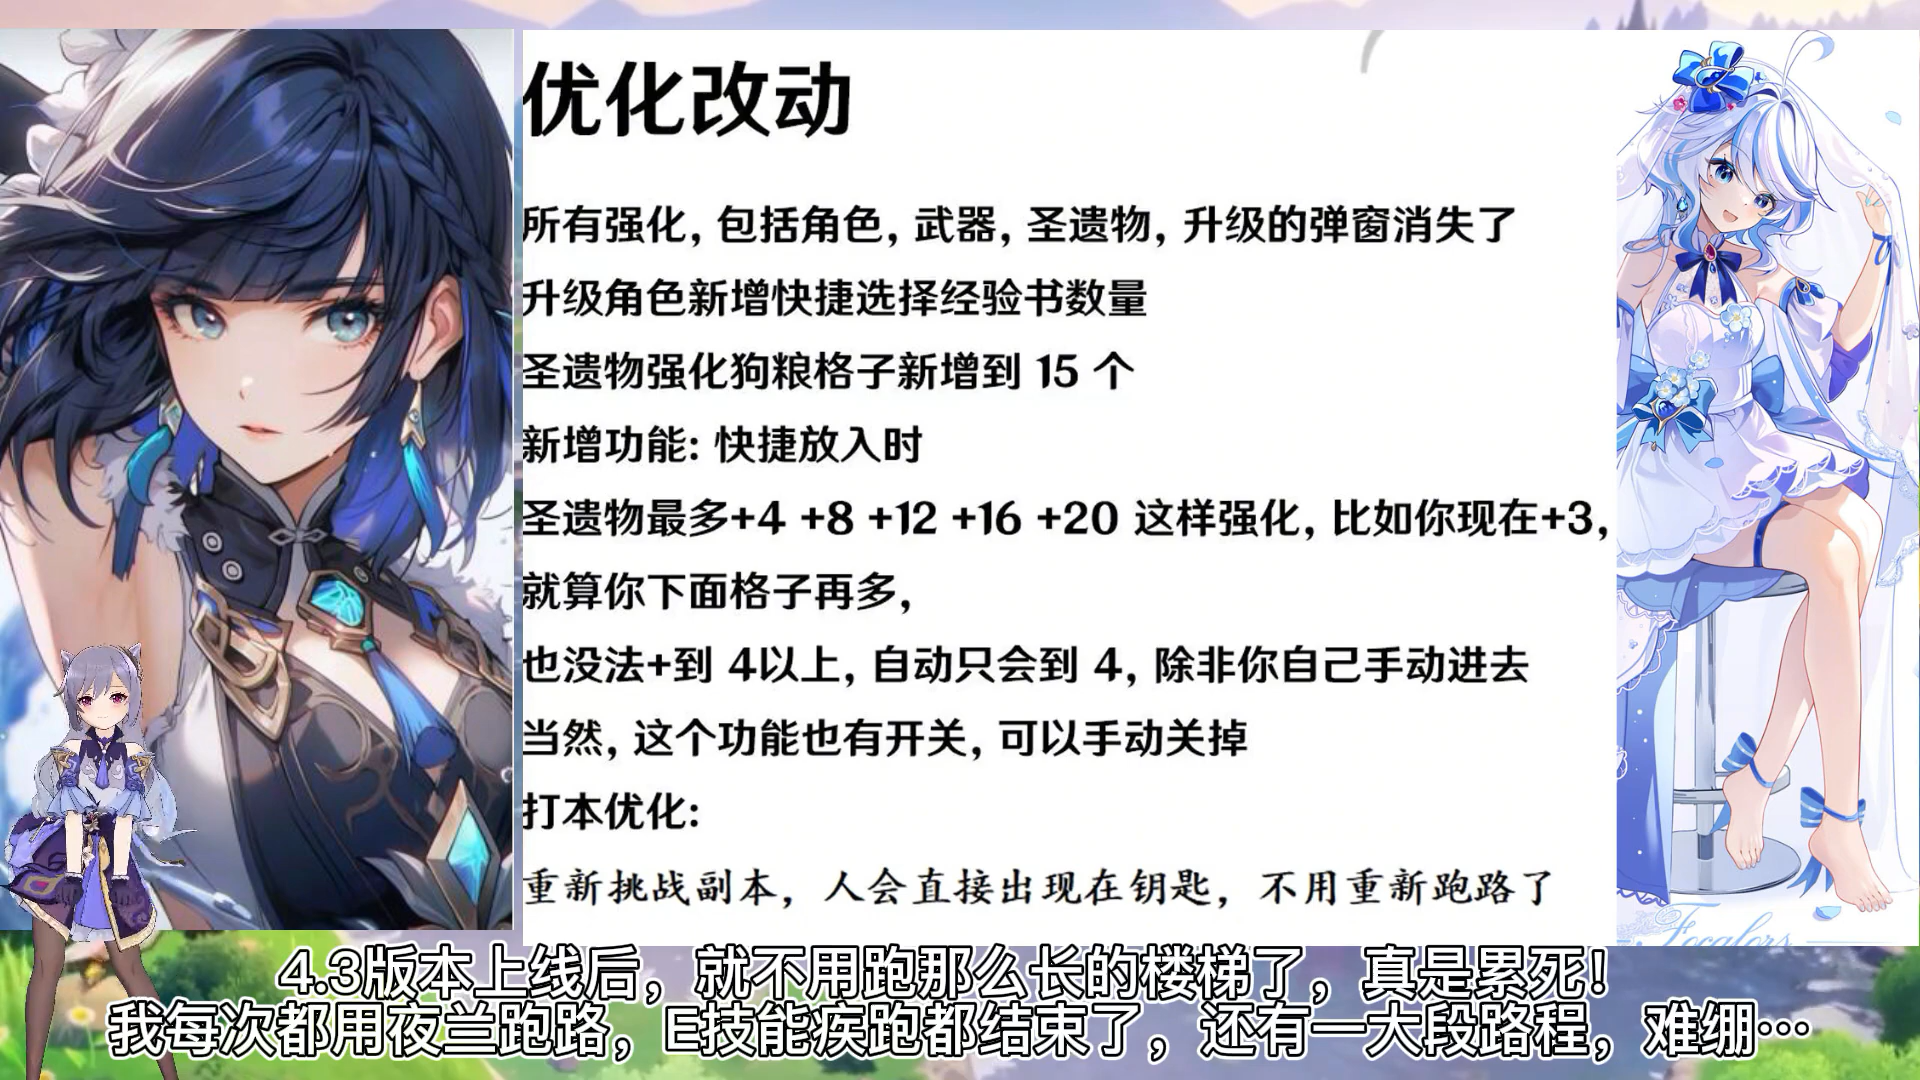 优化改动
所有强化, 包括角色, 武器, 圣遗物, 升级的弹窗消失了
升级角色新增快捷选择经验书数量
圣遗物强化狗粮格子新增到 15 个
新增功能: 快捷放入时
圣遗物最多+4 +8 +12 +16 +20 这样强化, 比如你现在+3,
就算你下面格子再多,
也没法+到 4以上, 自动只会到 4, 除非你自己手动进去
当然, 这个功能也有开关, 可以手动关掉
打本优化:
重新挑战副本，人会直接出现在钥匙，不用重新跑路了
Focalors
4.3版本上线后，就不用跑那么长的楼梯了，真是累死！
我每次都用夜兰跑路，E技能疾跑都结束了，还有一大段路程，难绷…